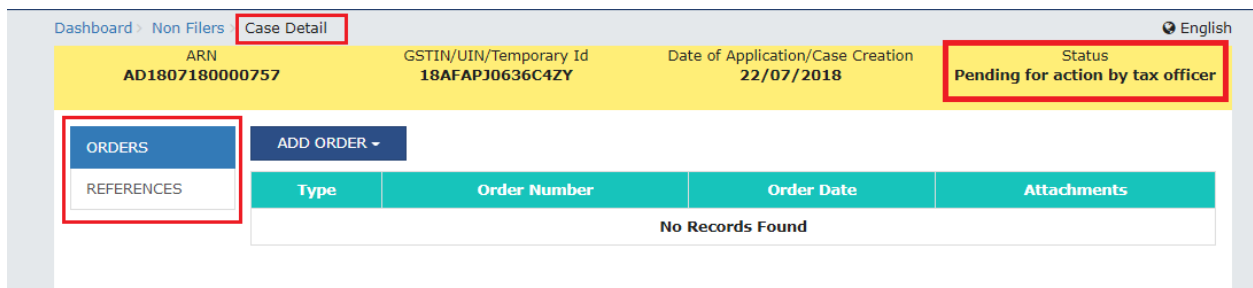 Dashboard > Non Filers > Case Detail English
ARN GSTIN/UIN/Temporary Id Date of Application/Case Creation Status
AD1807180000757 18AFAPJ0636C4ZY 22/07/2018 Pending for action by tax officer
ORDERS ADD ORDER
REFERENCES Type Order Number Order Date Attachments
No Records Found